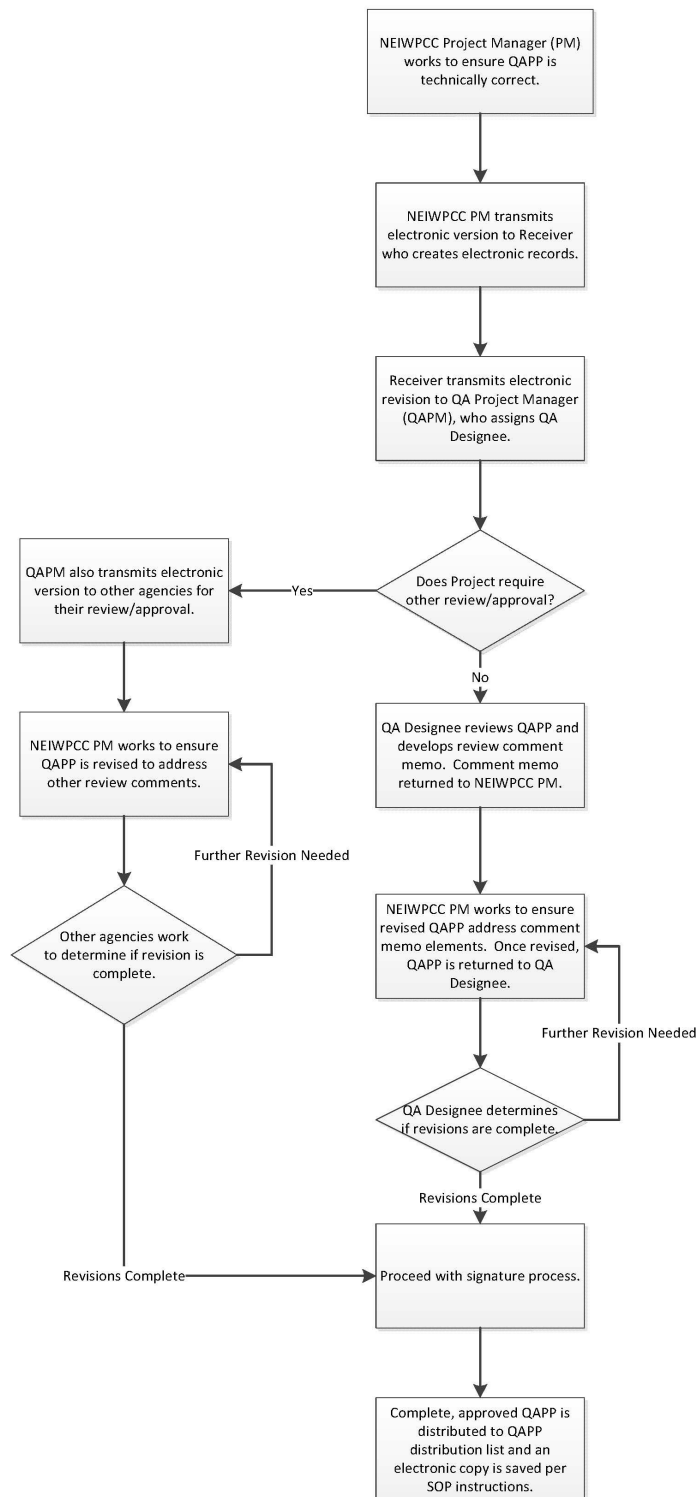 NEIWPCC Project Manager (PM)
works to ensure QAPP is
technically correct.
NEIWPCC PM transmits
electronic version to Receiver
who creates electronic records.
Receiver transmits electronic
revision to QA Project Manager
(QAPM), who assigns QA
Designee.
Does Project require
other review/approval?
Yes
QAPM also transmits electronic
version to other agencies for
their review/approval.
No
NEIWPCC PM works to ensure
QAPP is revised to address
other review comments.
QA Designee reviews QAPP and
develops review comment
memo.  Comment memo
returned to NEIWPCC PM.
Further Revision Needed
Other agencies work
to determine if revision is
complete.
NEIWPCC PM works to ensure
revised QAPP address comment
memo elements.  Once revised,
QAPP is returned to QA
Designee.
Further Revision Needed
QA Designee determines
if revisions are complete.
Revisions Complete
Revisions Complete
Proceed with signature process.
Complete, approved QAPP is
distributed to QAPP
distribution list and an
electronic copy is saved per
SOP instructions.